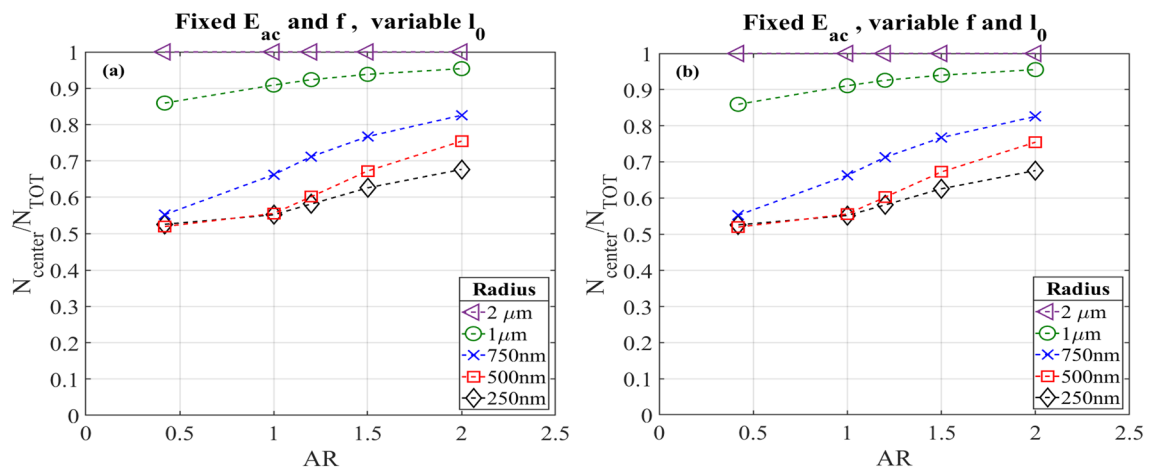 Fixed E_ac and f , variable l_0
(a)
N_center/N_TOT
1
0.9
0.8
0.7
0.6
0.5
0.4
0.3
0.2
0.1
0
Radius
2 μm
1μm
750nm
500nm
250nm
0 0.5 1 1.5 2 2.5
AR
Fixed E_ac , variable f and l_0
(b)
N_center/N_TOT
1
0.9
0.8
0.7
0.6
0.5
0.4
0.3
0.2
0.1
0
Radius
2 μm
1μm
750nm
500nm
250nm
0 0.5 1 1.5 2 2.5
AR